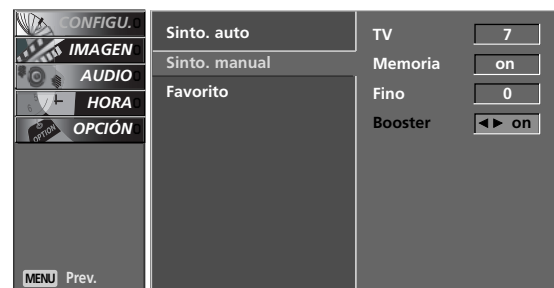 CONFIGU.
IMAGEN
AUDIO
HORA
OPCIÓN
OPTION
MENU Prev.
Sinto. auto
Sinto. manual
Favorito
TV 7
Memoria on
Fino 0
Booster ◄► on